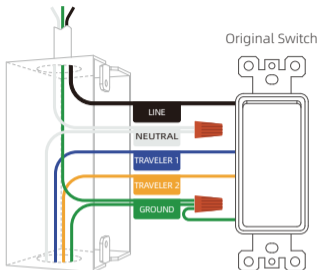 Original Switch
LINE
NEUTRAL
TRAVELER 1
TRAVELER 2
GROUND